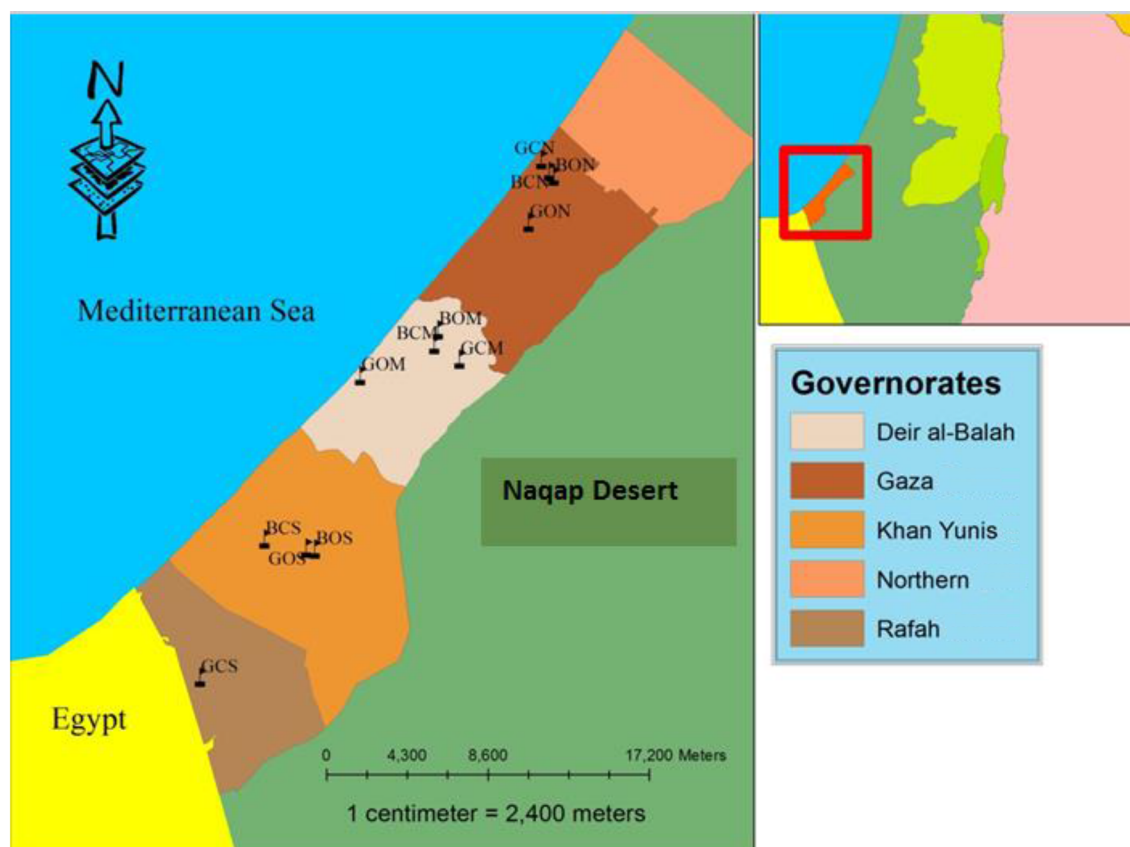 N
GCN
BON
BCN
GON
Mediterranean Sea
BOM
BCM
GCM
GOM
Naqap Desert
BCS
BOS
GOS
GCS
Egypt
0 4,300 8,600 17,200 Meters
1 centimeter = 2,400 meters
Governorates
Deir al-Balah
Gaza
Khan Yunis
Northern
Rafah